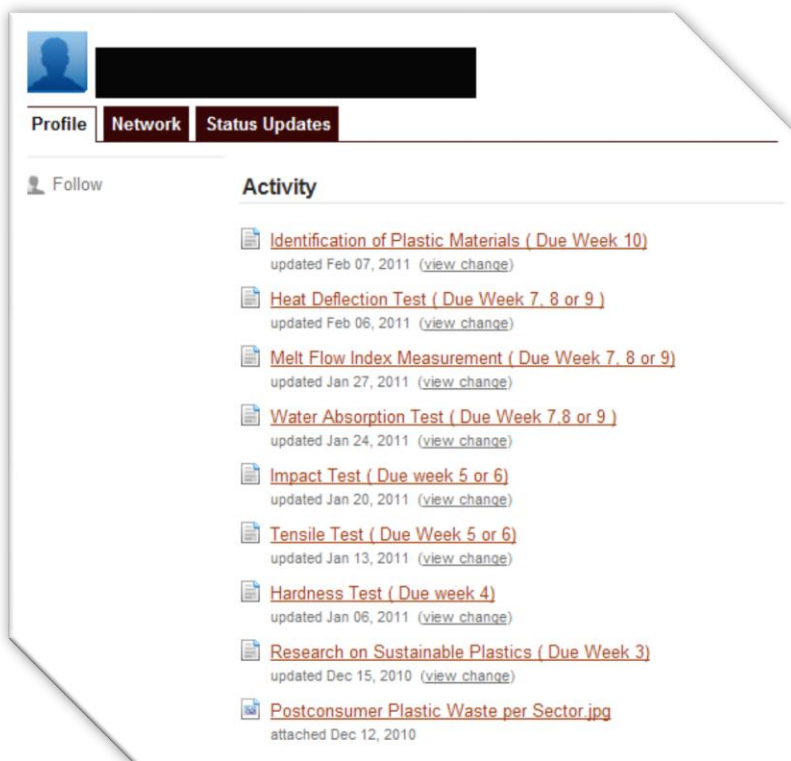 Profile Network Status Updates
Follow
Activity
Identification of Plastic Materials ( Due Week 10)
updated Feb 07, 2011 (view change)
Heat Deflection Test ( Due Week 7, 8 or 9 )
updated Feb 06, 2011 (view change)
Melt Flow Index Measurement ( Due Week 7, 8 or 9)
updated Jan 27, 2011 (view change)
Water Absorption Test ( Due Week 7,8 or 9 )
updated Jan 24, 2011 (view change)
Impact Test ( Due week 5 or 6)
updated Jan 20, 2011 (view change)
Tensile Test ( Due Week 5 or 6)
updated Jan 13, 2011 (view change)
Hardness Test ( Due week 4)
updated Jan 06, 2011 (view change)
Research on Sustainable Plastics ( Due Week 3)
updated Dec 15, 2010 (view change)
Postconsumer Plastic Waste per Sector.jpg
attached Dec 12, 2010